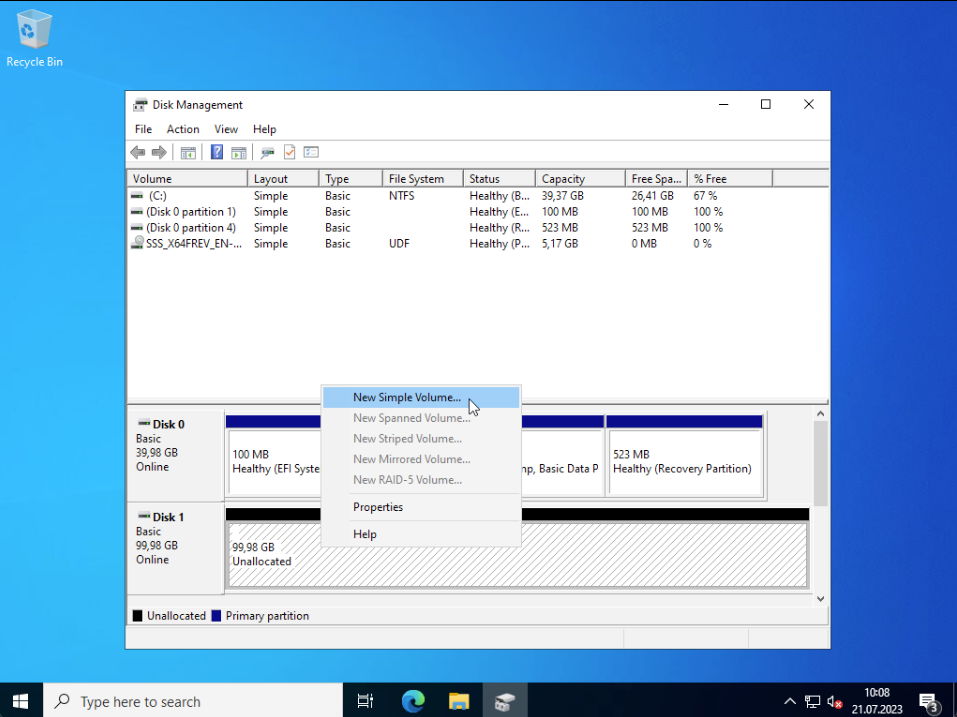 Recycle Bin
Disk Management
File Action View Help
Volume Layout Type File System Status Capacity Free Spa... % Free
(C:) Simple Basic NTFS Healthy (B... 39,37 GB 26,41 GB 67 %
(Disk 0 partition 1) Simple Basic Healthy (E... 100 MB 100 MB 100 %
(Disk 0 partition 4) Simple Basic Healthy (R... 523 MB 523 MB 100 %
SSS_X64FREV_EN-... Simple Basic UDF Healthy (P... 5,17 GB 0 MB 0 %
New Simple Volume...
New Spanned Volume...
New Striped Volume...
New Mirrored Volume...
New RAID-5 Volume...
Properties
Help
Disk 0
Basic
39,98 GB
Online
100 MB
Healthy (EFI Syste
mp, Basic Data P
523 MB
Healthy (Recovery Partition)
Disk 1
Basic
99,98 GB
Online
99,98 GB
Unallocated
Unallocated Primary partition
Type here to search
10:08
21.07.2023
3